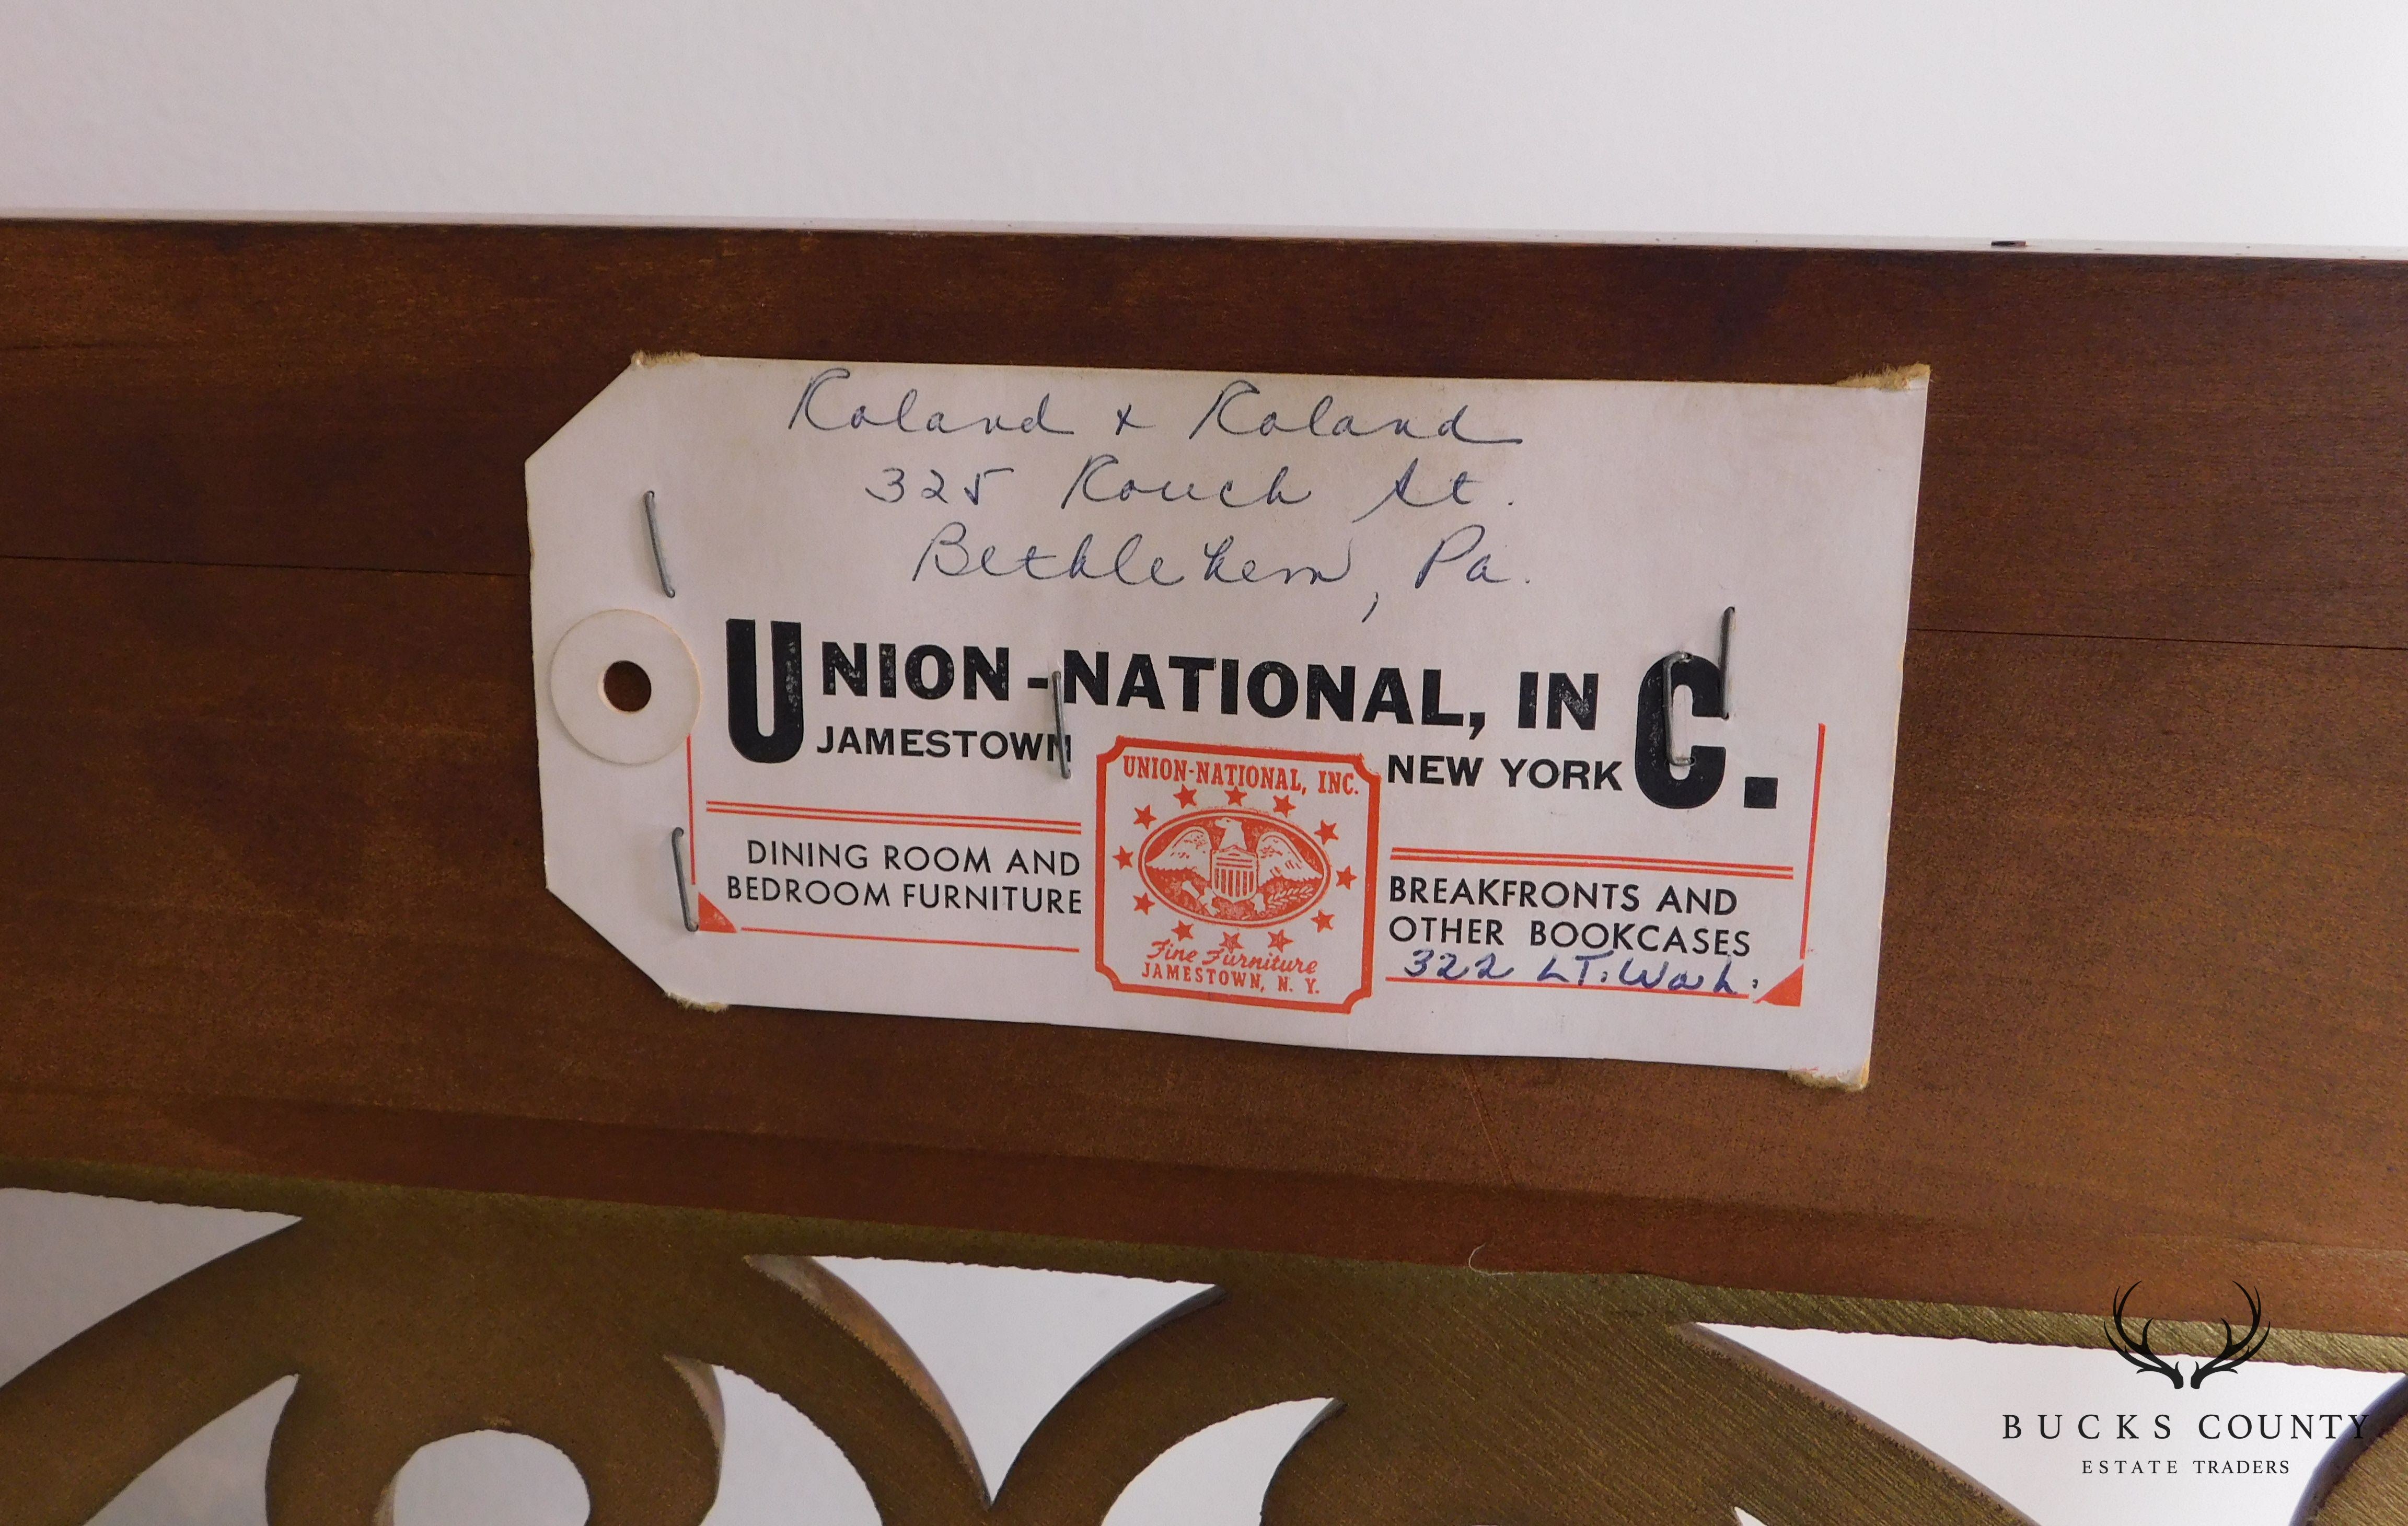 Roland & Roland
325 Rouch St.
Bethlehem, Pa.
UNION-NATIONAL, INC.
JAMESTOWN NEW YORK
DINING ROOM AND
BEDROOM FURNITURE
UNION-NATIONAL, INC.
Fine Furniture
JAMESTOWN, N. Y.
BREAKFRONTS AND
OTHER BOOKCASES
322 LT. Wash.
BUCKS COUNTY
ESTATE TRADERS